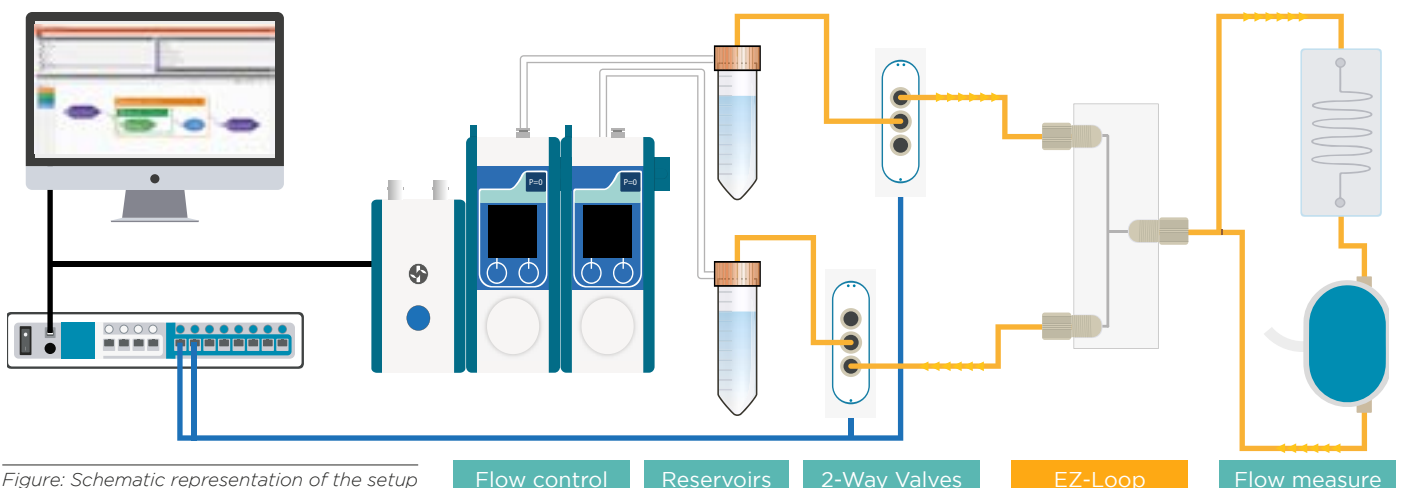 P=0
P=0
Figure: Schematic representation of the setup
Flow control
Reservoirs
2-Way Valves
EZ-Loop
Flow measure